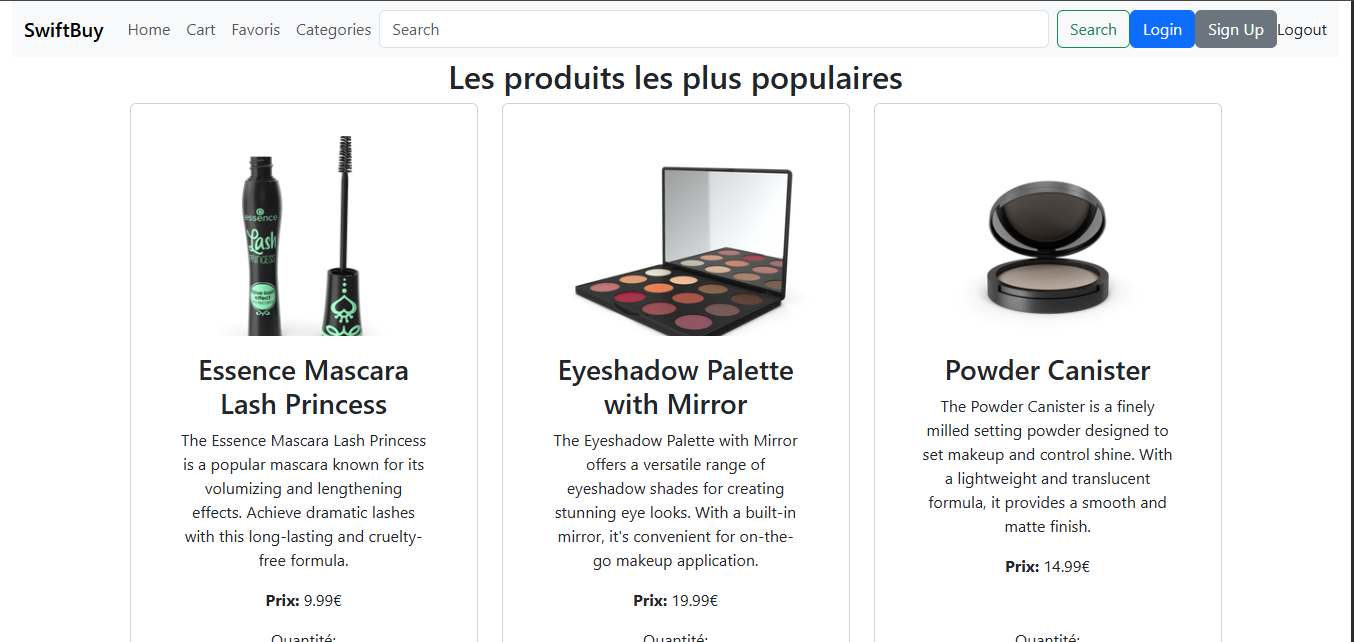 SwiftBuy Home Cart Favoris Categories Search Search Login Sign Up Logout
Les produits les plus populaires
essence
Lash
PRINCESS
false lash
effect
Essence Mascara
Lash Princess
The Essence Mascara Lash Princess
is a popular mascara known for its
volumizing and lengthening
effects. Achieve dramatic lashes
with this long-lasting and cruelty-
free formula.
Prix: 9.99€
Quantité:
Eyeshadow Palette
with Mirror
The Eyeshadow Palette with Mirror
offers a versatile range of
eyeshadow shades for creating
stunning eye looks. With a built-in
mirror, it's convenient for on-the-
go makeup application.
Prix: 19.99€
Quantité:
Powder Canister
The Powder Canister is a finely
milled setting powder designed to
set makeup and control shine. With
a lightweight and translucent
formula, it provides a smooth and
matte finish.
Prix: 14.99€
Quantité: